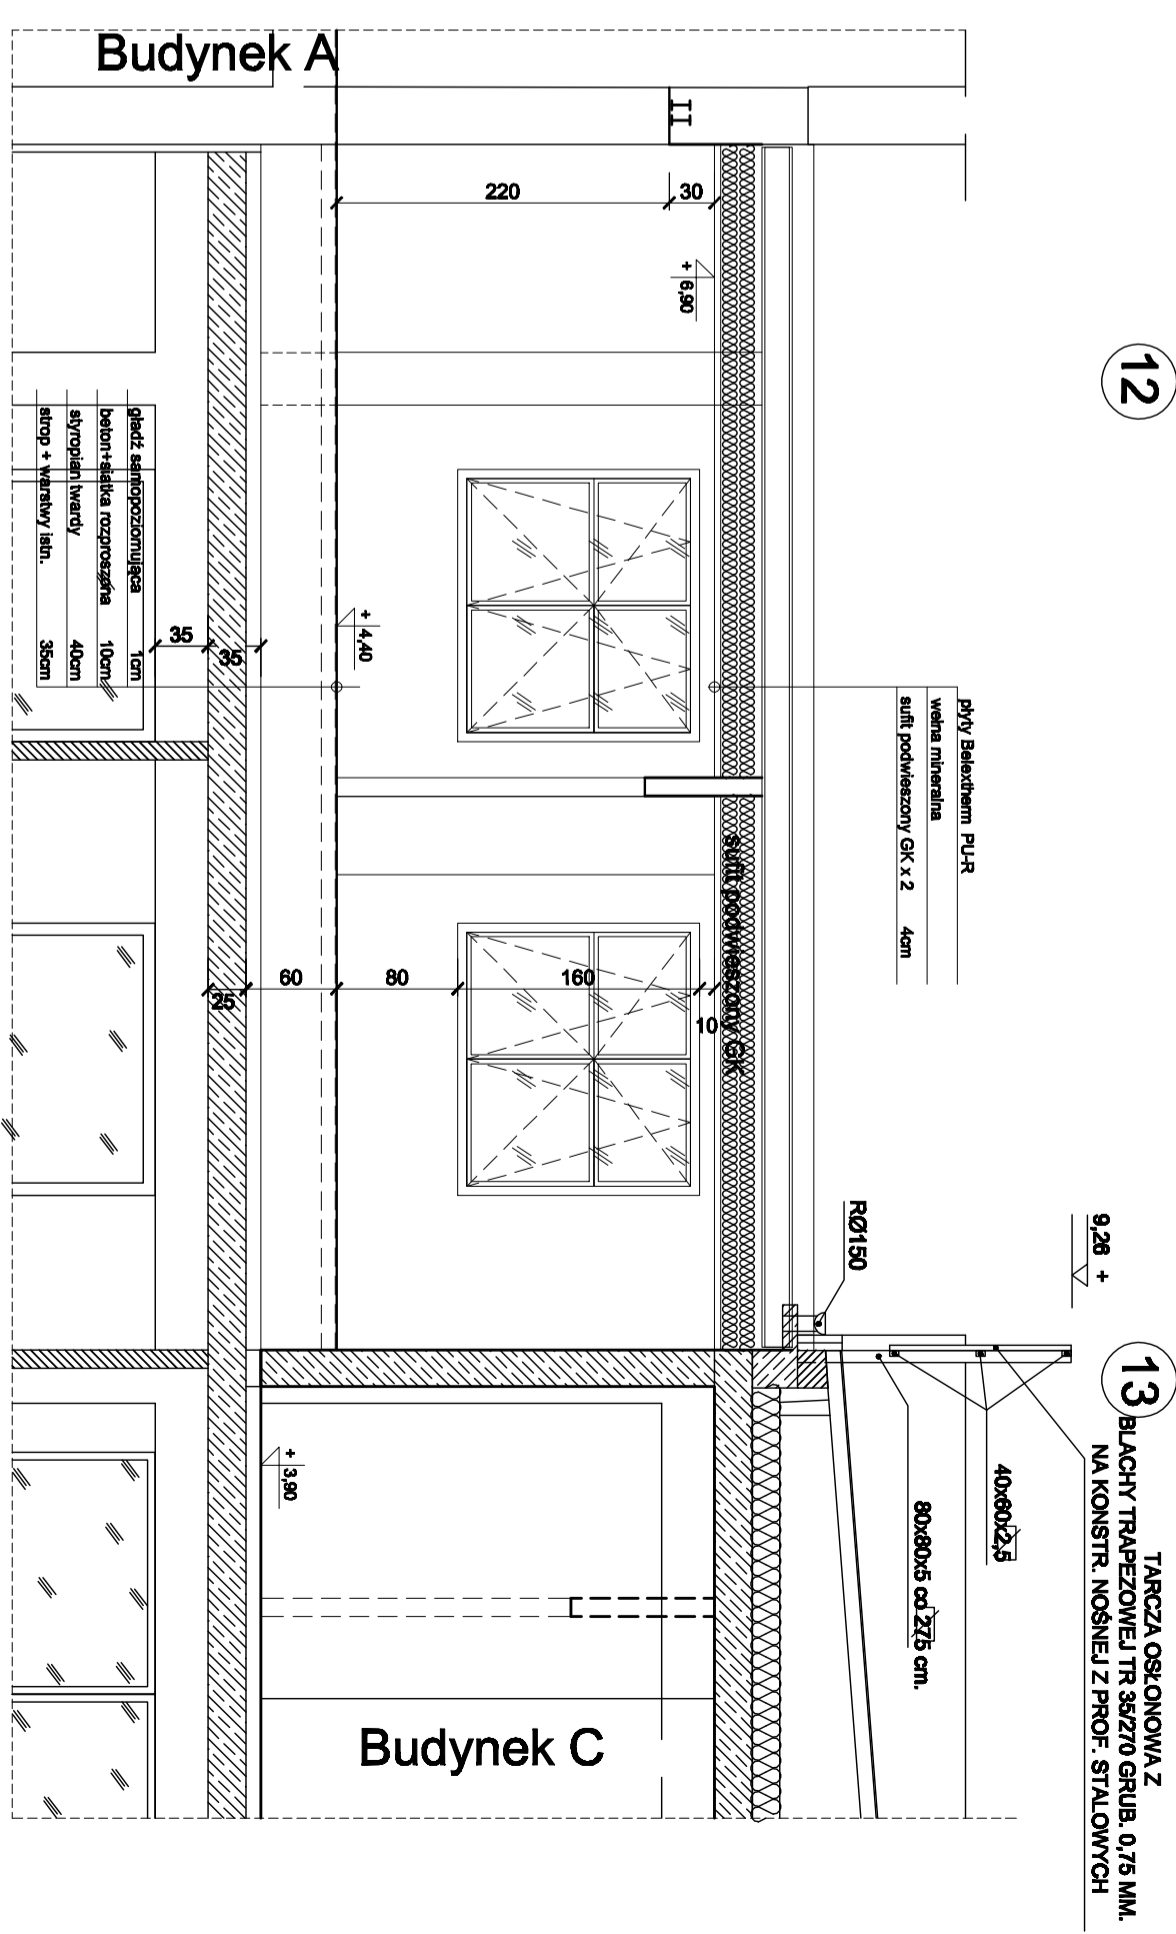 Budynek A
II
220
30
+ 6,90
12
gładź samopoziomująca 1cm
beton+siatka rozproszona 10cm
styropian twardy 40cm
strop + warstwy istn. 35cm
35
35
+ 4,40
płyty Belextherm PU-R
wełna mineralna
sufit podwieszony GK x 2 4cm
sufit podwieszony GK
25
60
80
160
10
RØ150
9,26 +
13
TARCZA OSŁONOWA Z
BLACHY TRAPEZOWEJ TR 35/270 GRUB. 0,75 MM.
NA KONSTR. NOŚNEJ Z PROF. STALOWYCH
40x60x2,5
80x80x5 co 275 cm.
+ 3,90
Budynek C